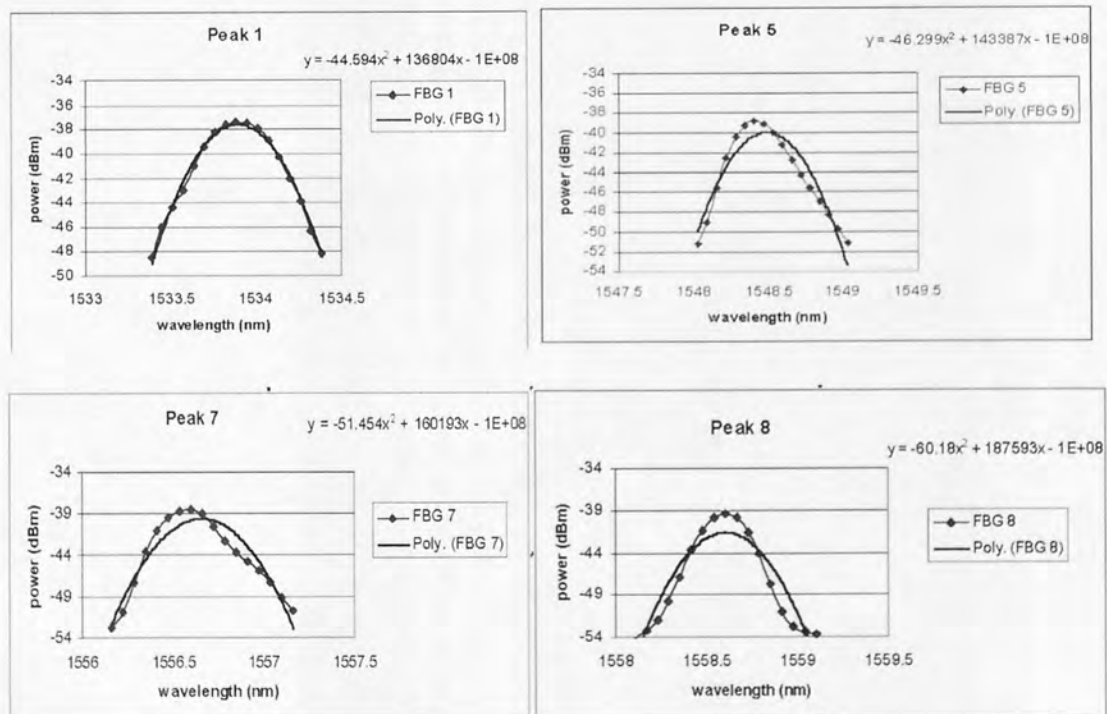 Peak 1
y = -44.594x² + 136804x - 1E+08
-34
-36
-38
-40
-42
-44
-46
-48
-50
power (dBm)
1533 1533.5 1534 1534.5
wavelength (nm)
FBG 1
Poly. (FBG 1)
Peak 5
y = -46.299x² + 143387x - 1E+08
-34
-36
-38
-40
-42
-44
-46
-48
-50
-52
-54
power (dBm)
1547.5 1548 1548.5 1549 1549.5
wavelength (nm)
FBG 5
Poly. (FBG 5)
Peak 7
y = -51.454x² + 160193x - 1E+08
-34
-39
-44
-49
-54
power (dBm)
1556 1556.5 1557 1557.5
wavelength (nm)
FBG 7
Poly. (FBG 7)
Peak 8
y = -60.18x² + 187593x - 1E+08
-34
-39
-44
-49
-54
power (dBm)
1558 1558.5 1559 1559.5
wavelength (nm)
FBG 8
Poly. (FBG 8)